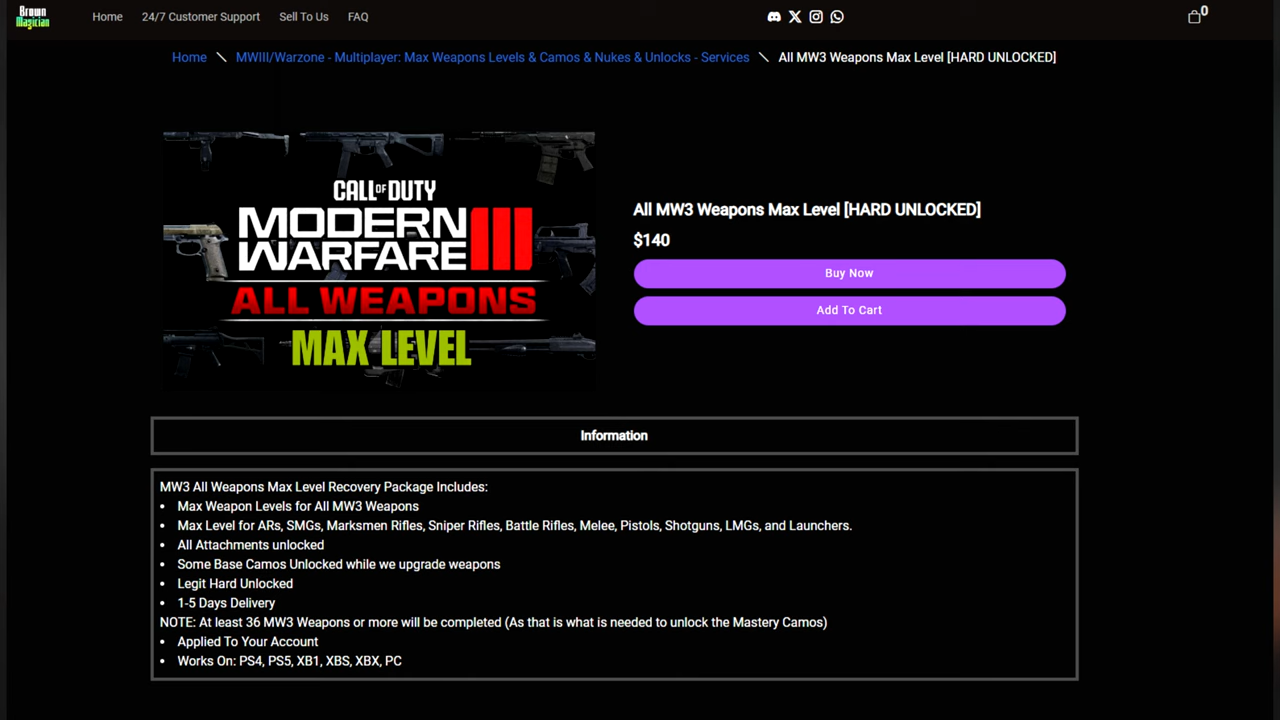 Brown
Magician
Home
24/7 Customer Support
Sell To Us
FAQ
0
Home \ MWIII/Warzone - Multiplayer: Max Weapons Levels & Camos & Nukes & Unlocks - Services \ All MW3 Weapons Max Level [HARD UNLOCKED]
CALL OF DUTY
MODERN
WARFARE III
ALL WEAPONS
MAX LEVEL
All MW3 Weapons Max Level [HARD UNLOCKED]
$140
Buy Now
Add To Cart
Information
MW3 All Weapons Max Level Recovery Package Includes:
• Max Weapon Levels for All MW3 Weapons
• Max Level for ARs, SMGs, Marksmen Rifles, Sniper Rifles, Battle Rifles, Melee, Pistols, Shotguns, LMGs, and Launchers.
• All Attachments unlocked
• Some Base Camos Unlocked while we upgrade weapons
• Legit Hard Unlocked
• 1-5 Days Delivery
NOTE: At least 36 MW3 Weapons or more will be completed (As that is what is needed to unlock the Mastery Camos)
• Applied To Your Account
• Works On: PS4, PS5, XB1, XBS, XBX, PC